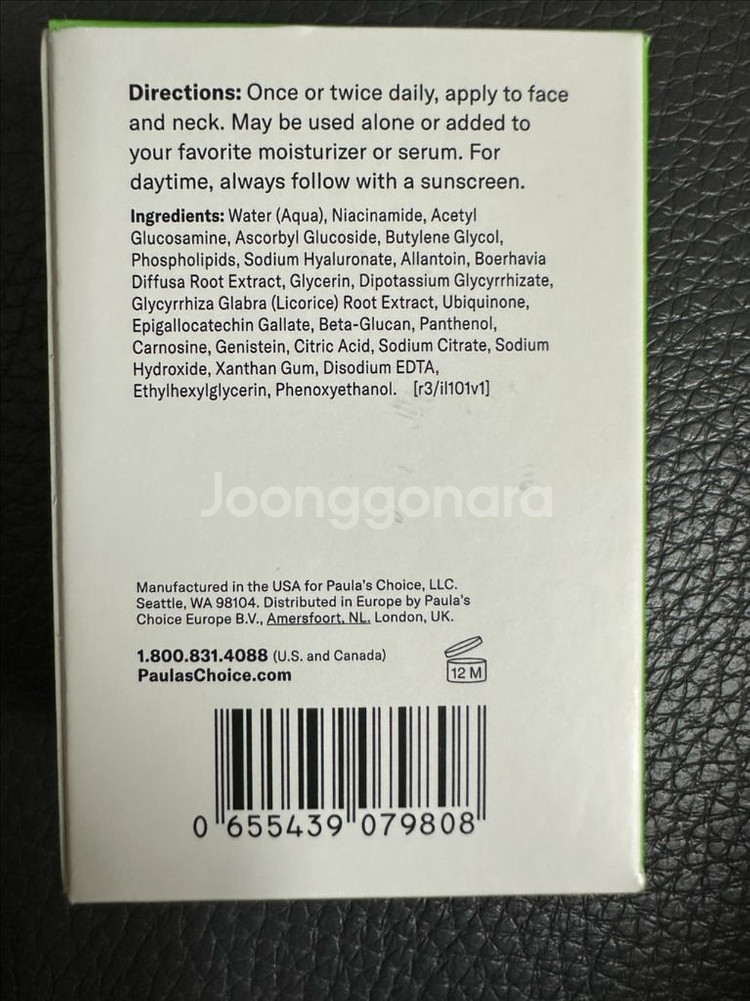 Directions: Once or twice daily, apply to face
and neck. May be used alone or added to
your favorite moisturizer or serum. For
daytime, always follow with a sunscreen.
Ingredients: Water (Aqua), Niacinamide, Acetyl
Glucosamine, Ascorbyl Glucoside, Butylene Glycol,
Phospholipids, Sodium Hyaluronate, Allantoin, Boerhavia
Diffusa Root Extract, Glycerin, Dipotassium Glycyrrhizate,
Glycyrrhiza Glabra (Licorice) Root Extract, Ubiquinone,
Epigallocatechin Gallate, Beta-Glucan, Panthenol,
Carnosine, Genistein, Citric Acid, Sodium Citrate, Sodium
Hydroxide, Xanthan Gum, Disodium EDTA,
Ethylhexylglycerin, Phenoxyethanol. [r3/il101v1]
Joonggonara
Manufactured in the USA for Paula's Choice, LLC.
Seattle, WA 98104. Distributed in Europe by Paula's
Choice Europe B.V., Amersfoort, NL, London, UK.
1.800.831.4088 (U.S. and Canada)
PaulasChoice.com
12 M
0 655439 079808